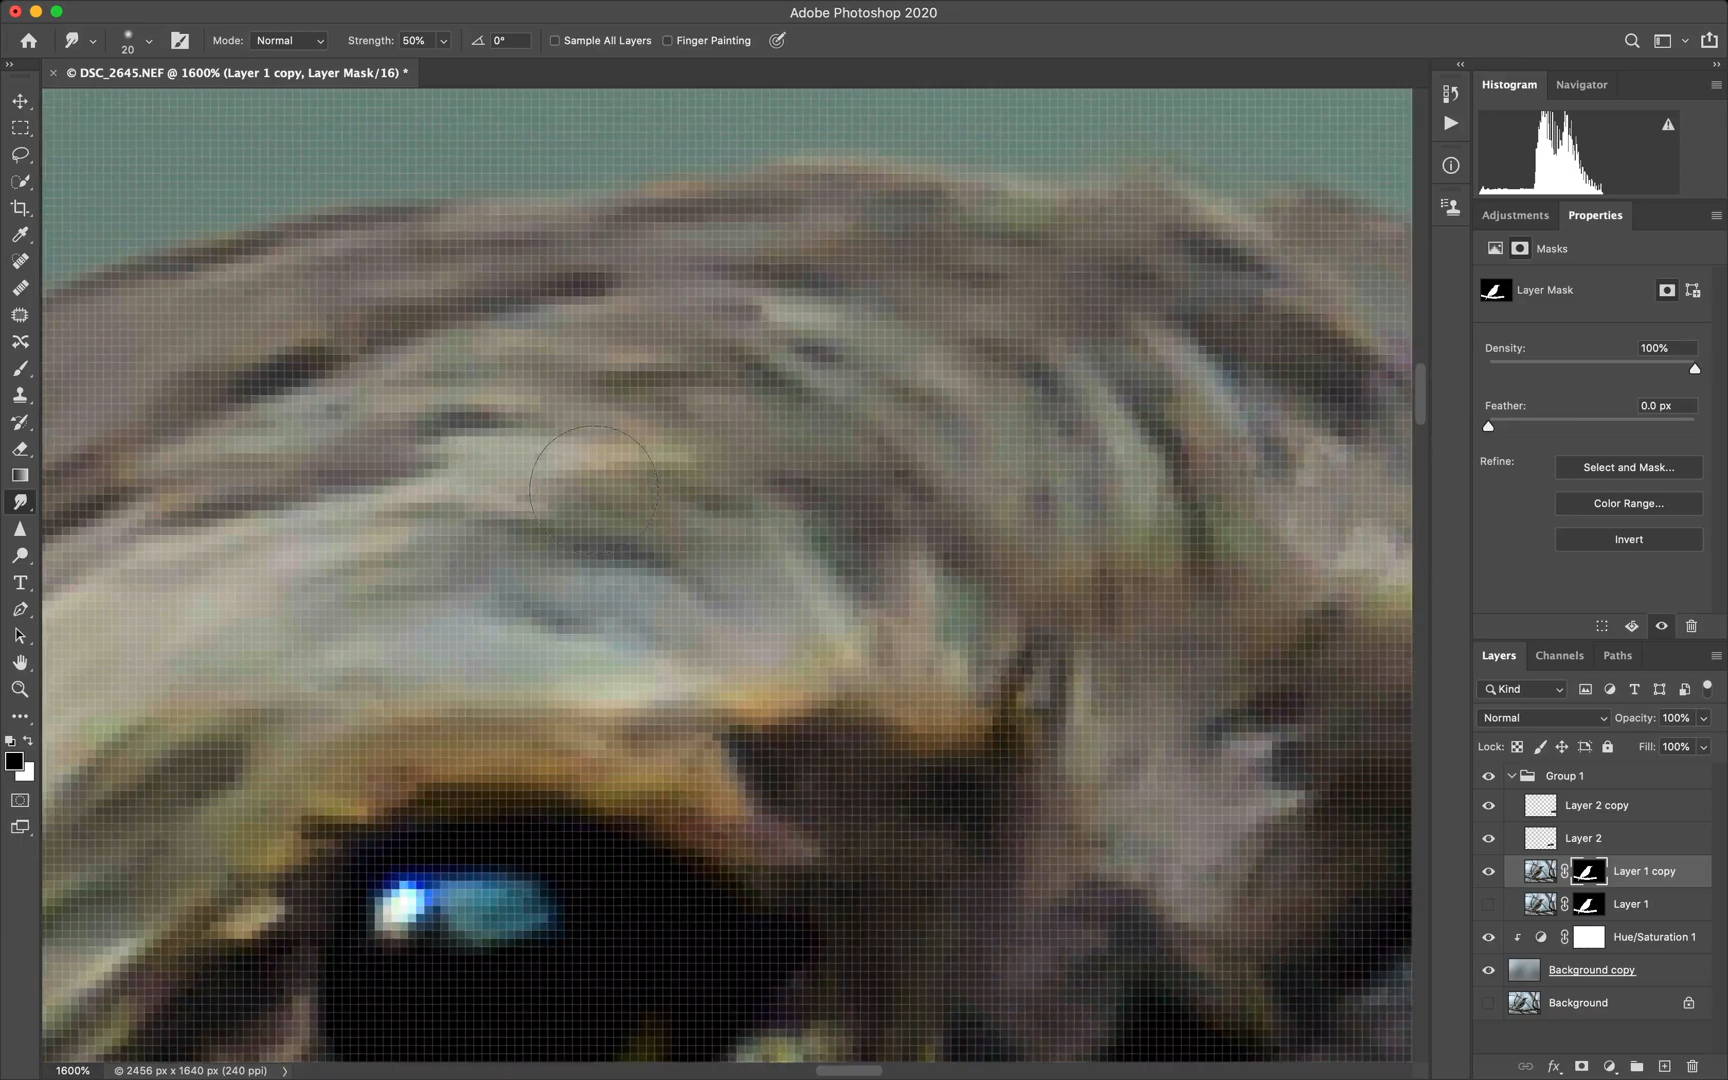 Adobe Photoshop 2020
20
Mode: Normal
Strength: 50%
0°
Sample All Layers
Finger Painting
© DSC_2645.NEF @ 1600% (Layer 1 copy, Layer Mask/16) *
Histogram
Navigator
Adjustments
Properties
Masks
Layer Mask
Density: 100%
Feather: 0.0 px
Refine:
Select and Mask...
Color Range...
Invert
Layers
Channels
Paths
Kind
Normal
Opacity: 100%
Lock:
Fill: 100%
Group 1
Layer 2 copy
Layer 2
Layer 1 copy
Layer 1
Hue/Saturation 1
Background copy
Background
1600%
© 2456 px x 1640 px (240 ppi)